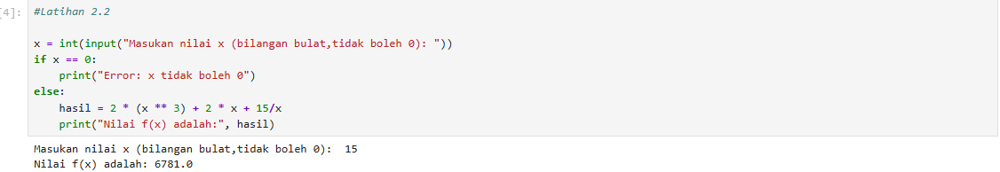 [4]:
#Latihan 2.2
x = int(input("Masukan nilai x (bilangan bulat,tidak boleh 0): "))
if x == 0:
    print("Error: x tidak boleh 0")
else:
    hasil = 2 * (x ** 3) + 2 * x + 15/x
    print("Nilai f(x) adalah:", hasil)
Masukan nilai x (bilangan bulat,tidak boleh 0):  15
Nilai f(x) adalah: 6781.0